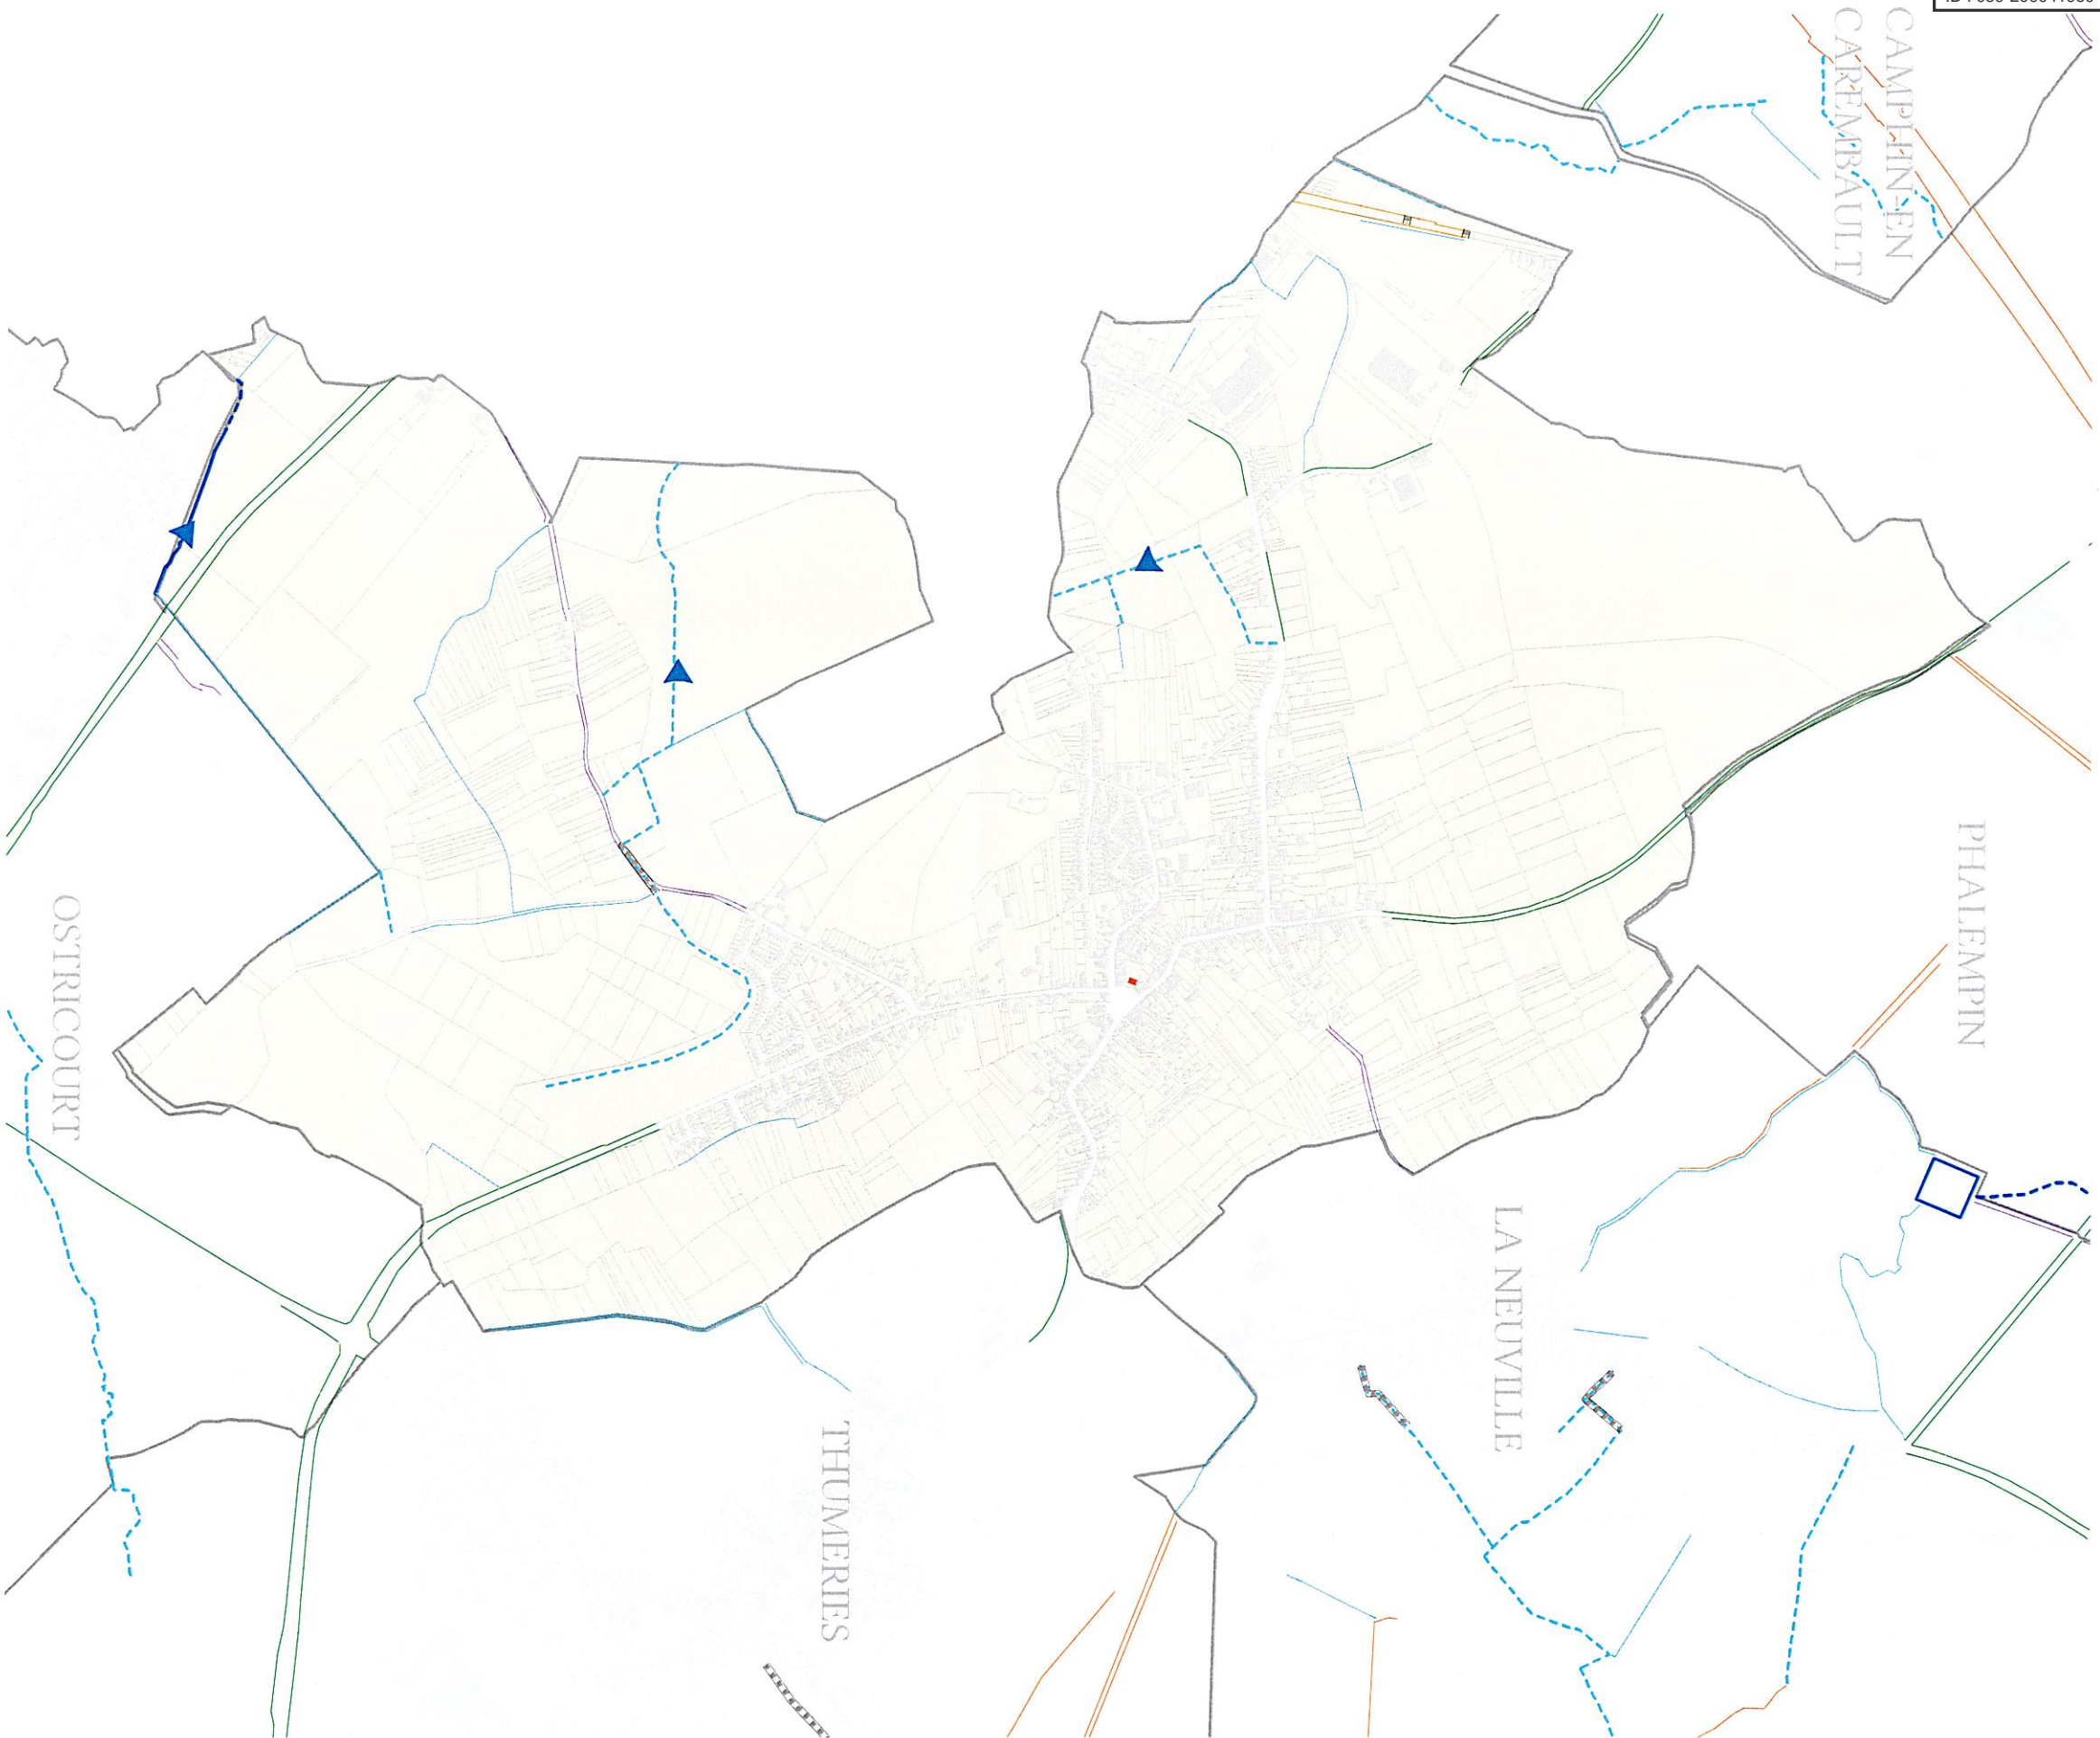 CAMPHIN-EN
CAREMBAULT
PHALEMPIN
OSTRICOURT
LA NEUVILLE
THUMERIES